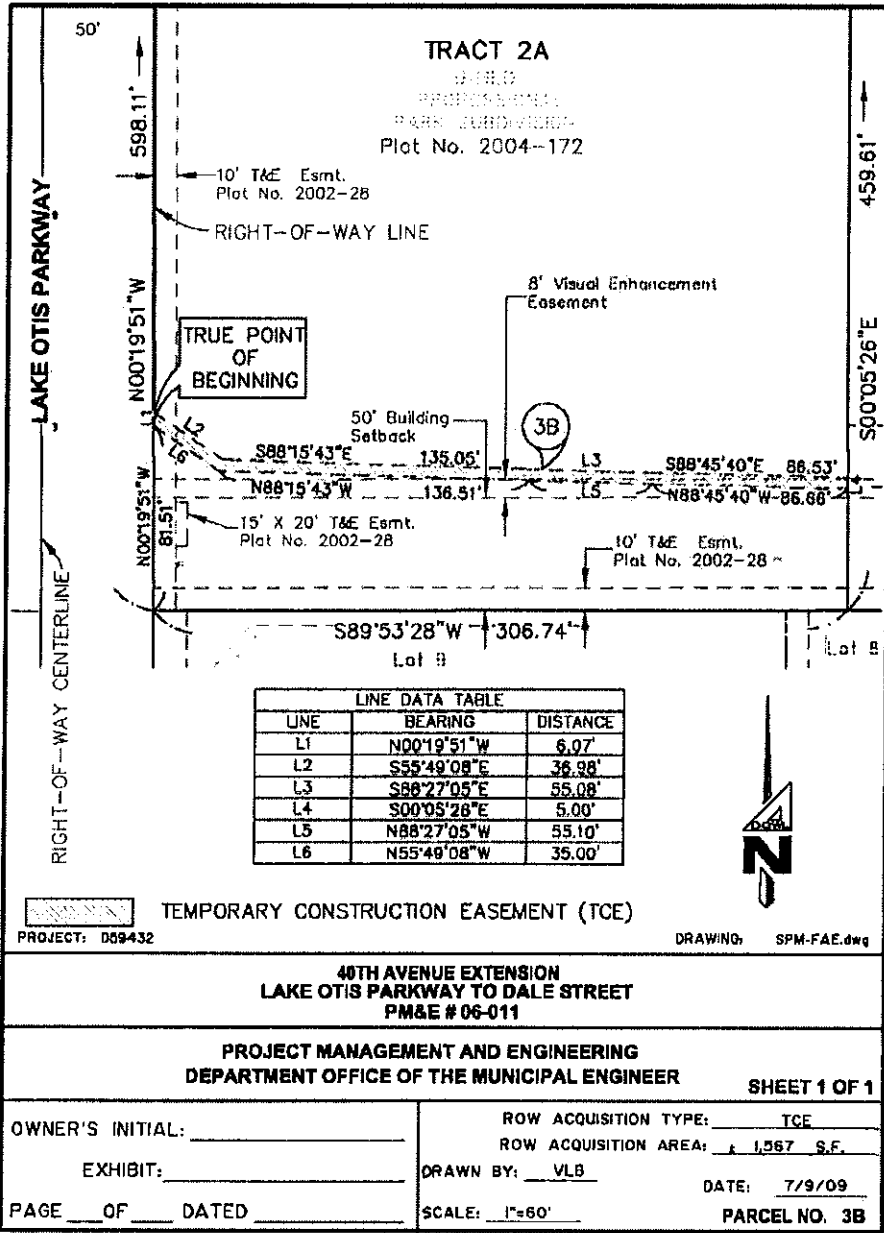 50'
TRACT 2A
PROFESSIONAL
PARK SUBDIVISION
Plat No. 2004-172
598.11'
459.61'
10' T&E Esmt.
Plat No. 2002-28
RIGHT-OF-WAY LINE
LAKE OTIS PARKWAY
8' Visual Enhancement
Easement
N00°19'51"W
S00°05'26"E
TRUE POINT
OF
BEGINNING
50' Building
Setback
3B
L1
L2
L6
S88°15'43"E 135.05' L3 S88°45'40"E 86.53'
N88°15'43"W 136.51' L5 N88°45'40"W 86.88'
L4
N00°19'51"W
81.51'
15' X 20' T&E Esmt.
Plat No. 2002-28
10' T&E Esmt.
Plat No. 2002-28
S89°53'28"W 306.74'
Lot 9
Lot 8
RIGHT-OF-WAY CENTERLINE
LINE DATA TABLE
LINE BEARING DISTANCE
L1 N00°19'51"W 6.07'
L2 S55°49'08"E 36.98'
L3 S88°27'05"E 55.08'
L4 S00°05'26"E 5.00'
L5 N88°27'05"W 55.10'
L6 N55°49'08"W 35.00'
DOWL
N
TEMPORARY CONSTRUCTION EASEMENT (TCE)
PROJECT: D59432
DRAWING: SPM-FAE.dwg
40TH AVENUE EXTENSION
LAKE OTIS PARKWAY TO DALE STREET
PM&E # 06-011
PROJECT MANAGEMENT AND ENGINEERING
DEPARTMENT OFFICE OF THE MUNICIPAL ENGINEER
SHEET 1 OF 1
OWNER'S INITIAL:
EXHIBIT:
PAGE OF DATED
ROW ACQUISITION TYPE: TCE
ROW ACQUISITION AREA: ± 1,567 S.F.
DRAWN BY: VLB
DATE: 7/9/09
SCALE: 1"=60'
PARCEL NO. 3B